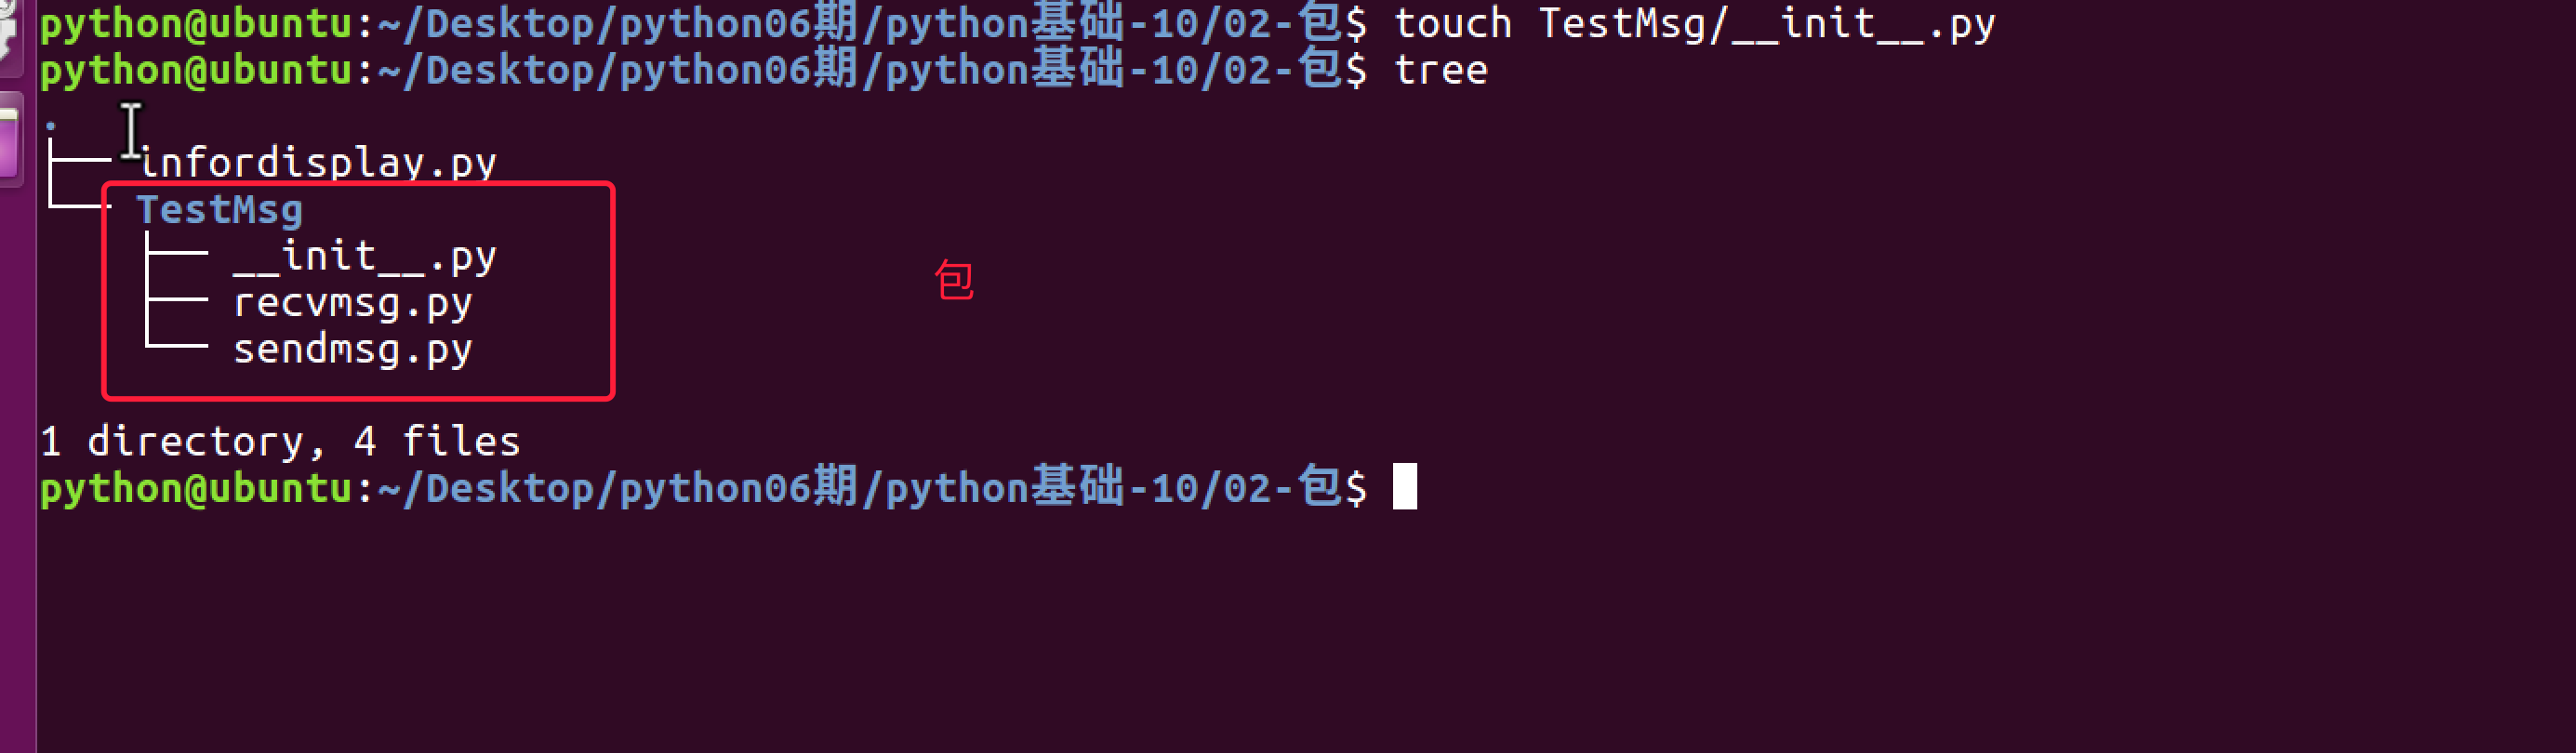 python@ubuntu:~/Desktop/python06期/python基础-10/02-包$ touch TestMsg/__init__.py
python@ubuntu:~/Desktop/python06期/python基础-10/02-包$ tree
.
├── infordisplay.py
└── TestMsg
    ├── __init__.py
    ├── recvmsg.py
    └── sendmsg.py
包
1 directory, 4 files
python@ubuntu:~/Desktop/python06期/python基础-10/02-包$